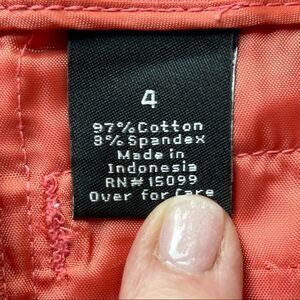 4
97% Cotton
3% Spandex
Made in
Indonesia
RN# 15099
Over for Care